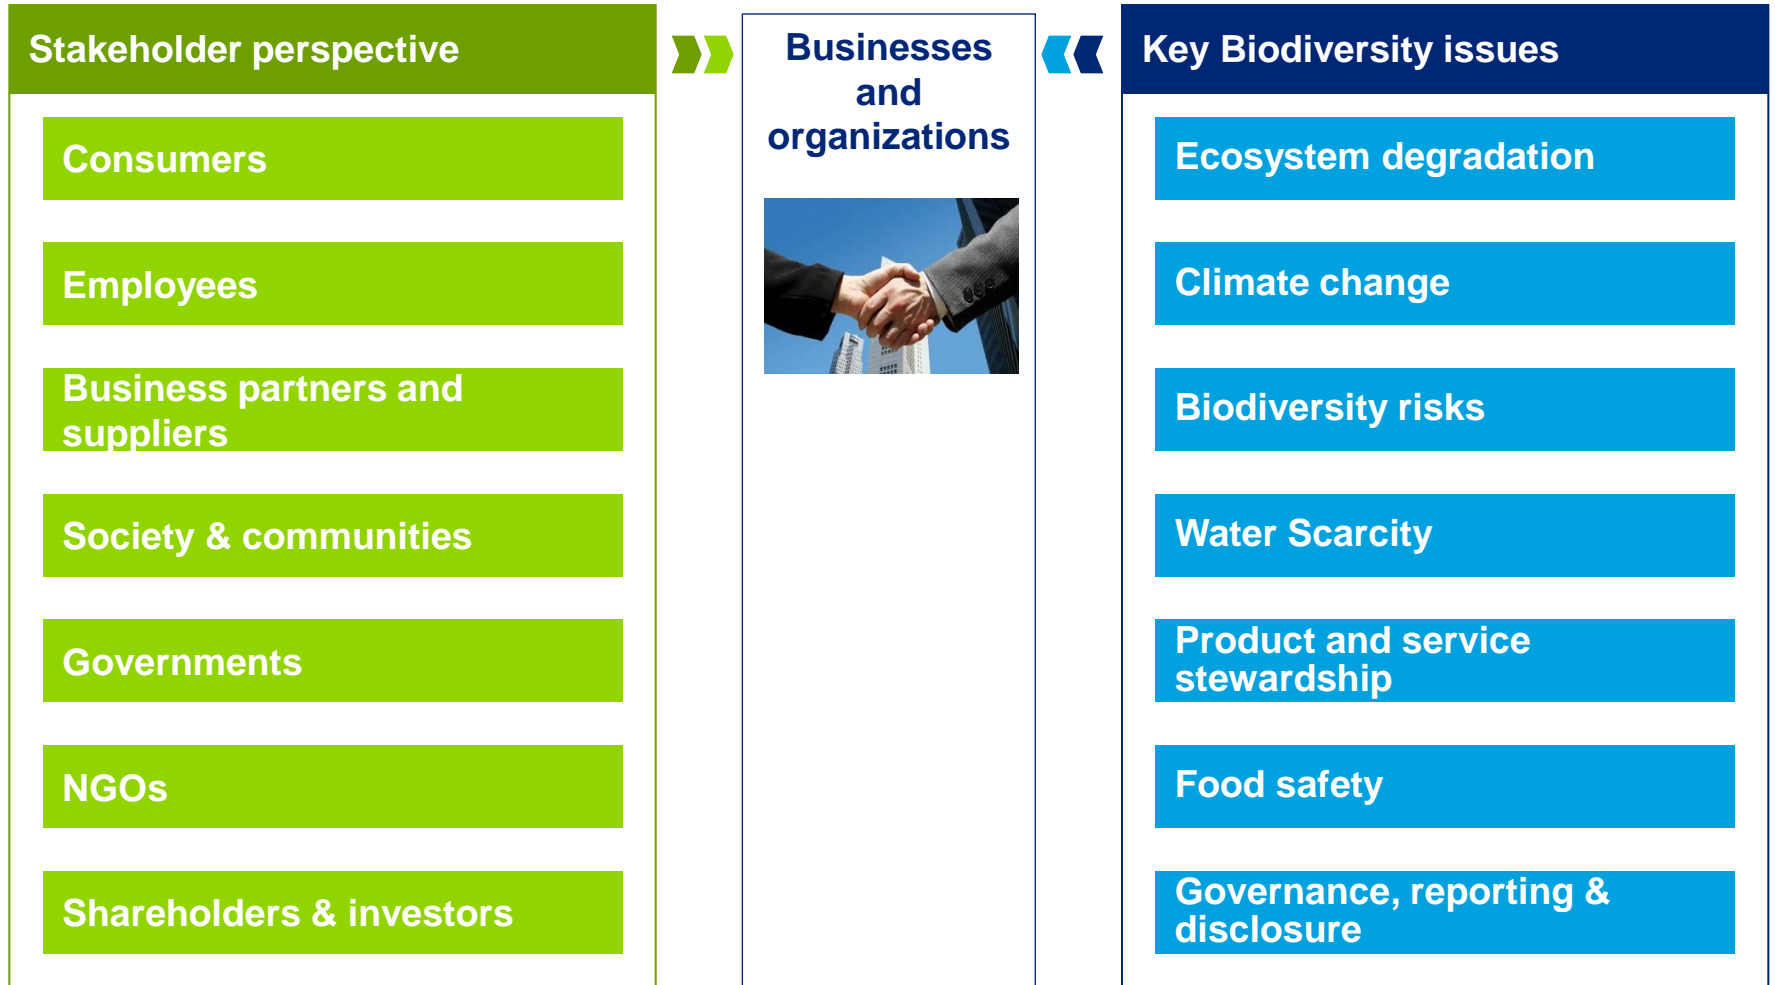 Stakeholder perspective
Consumers
Employees
Business partners and
suppliers
Society & communities
Governments
NGOs
Shareholders & investors
Businesses
and
organizations
Key Biodiversity issues
Ecosystem degradation
Climate change
Biodiversity risks
Water Scarcity
Product and service
stewardship
Food safety
Governance, reporting &
disclosure